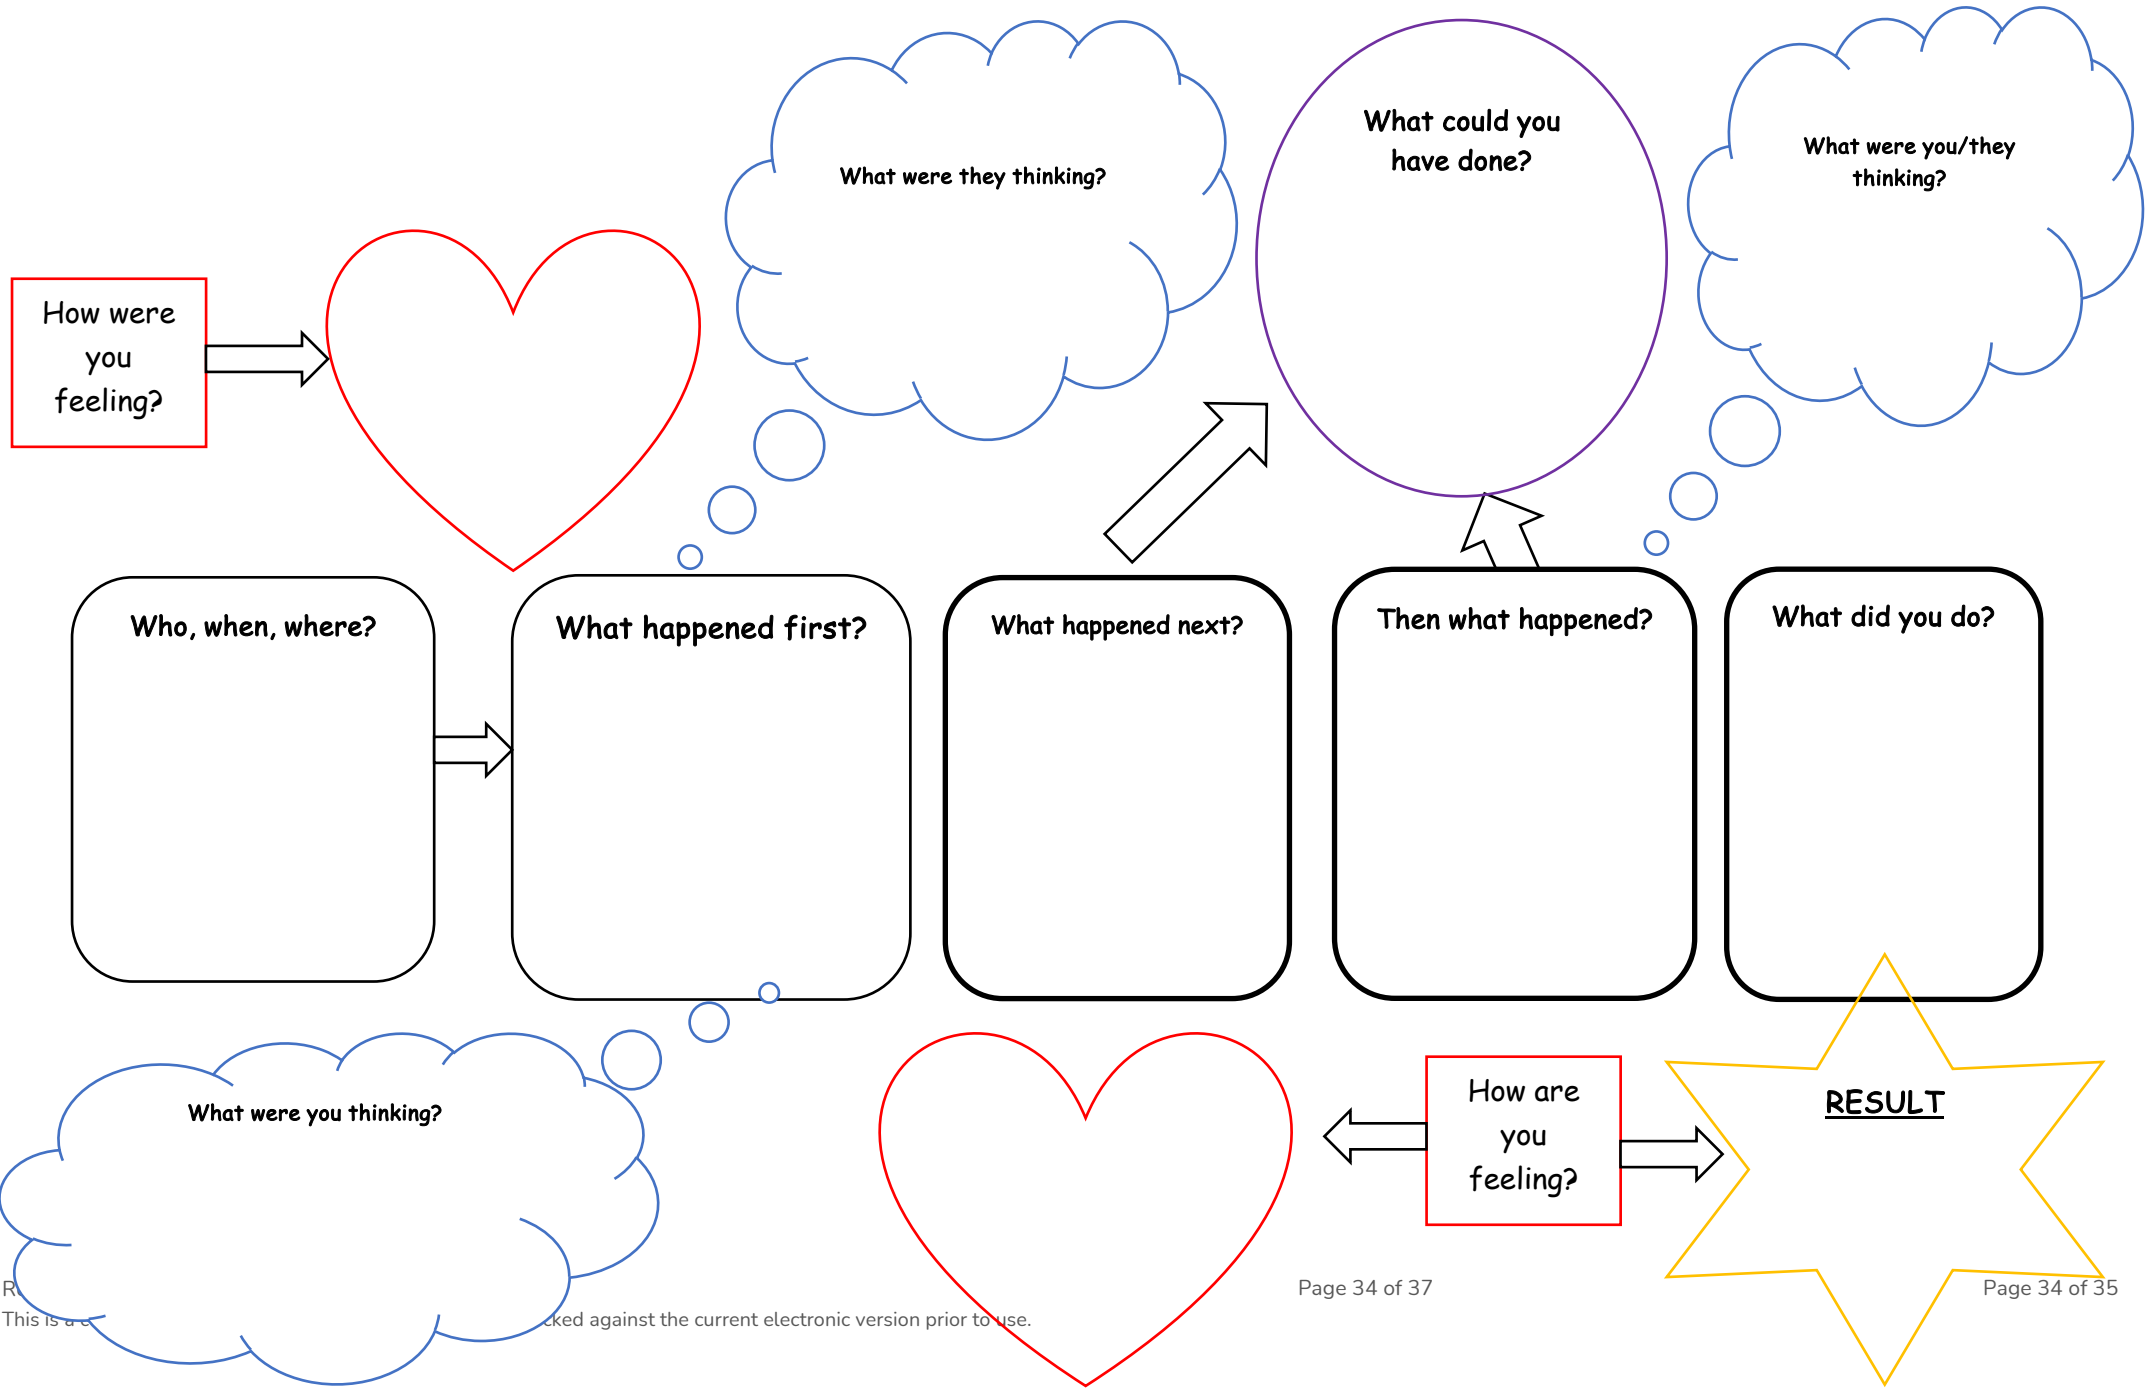 What could you
have done?
What were you/they
thinking?
What were they thinking?
How were
you
feeling?
Who, when, where?
What happened first?
What happened next?
Then what happened?
What did you do?
What were you thinking?
How are
you
feeling?
RESULT
Page 34 of 37
Page 34 of 35
This is a against the current electronic version prior to use.